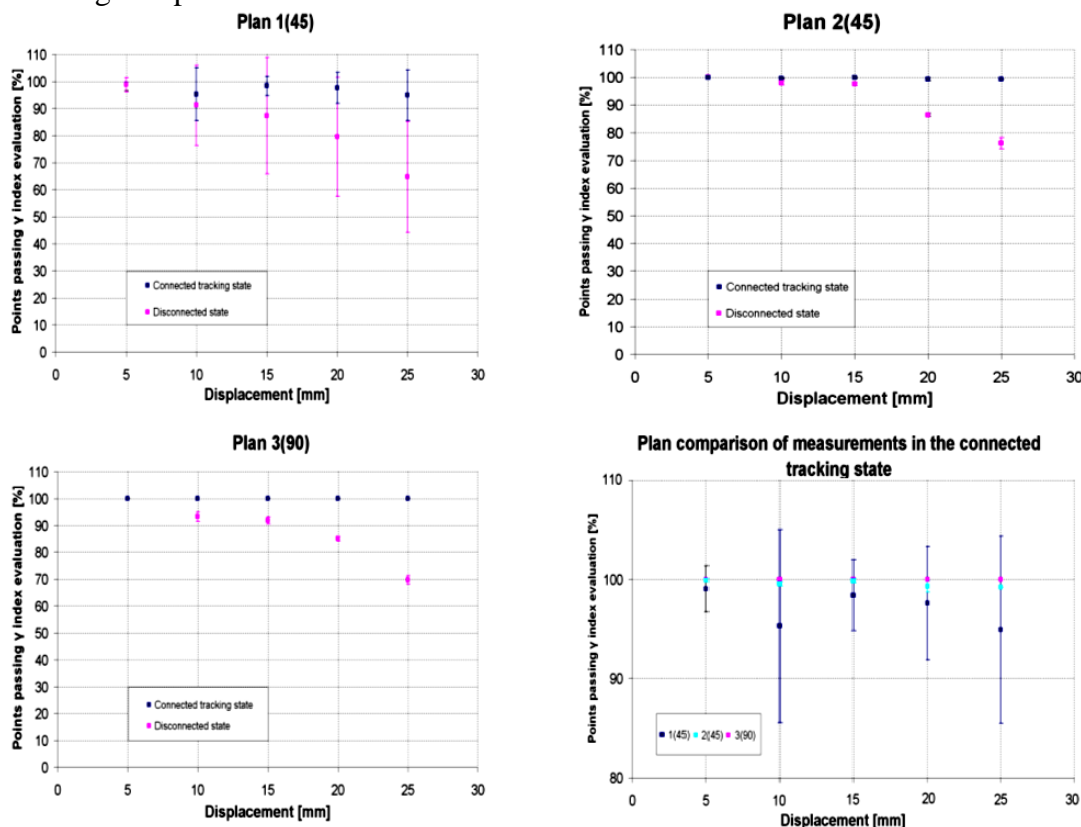 Plan 1(45)
Points passing γ index evaluation [%]
110
100
90
80
70
60
50
40
30
20
10
0
Connected tracking state
Disconnected state
0 5 10 15 20 25 30
Displacement [mm]
Plan 2(45)
Points passing γ index evaluation [%]
110
100
90
80
70
60
50
40
30
20
10
0
Connected tracking state
Disconnected state
0 5 10 15 20 25 30
Displacement [mm]
Plan 3(90)
Points passing γ index evaluation [%]
110
100
90
80
70
60
50
40
30
20
10
0
Connected tracking state
Disconnected state
0 5 10 15 20 25 30
Displacement [mm]
Plan comparison of measurements in the connected
tracking state
Points passing γ index evaluation [%]
110
100
90
80
1(45) 2(45) 3(90)
0 5 10 15 20 25 30
Displacement [mm]